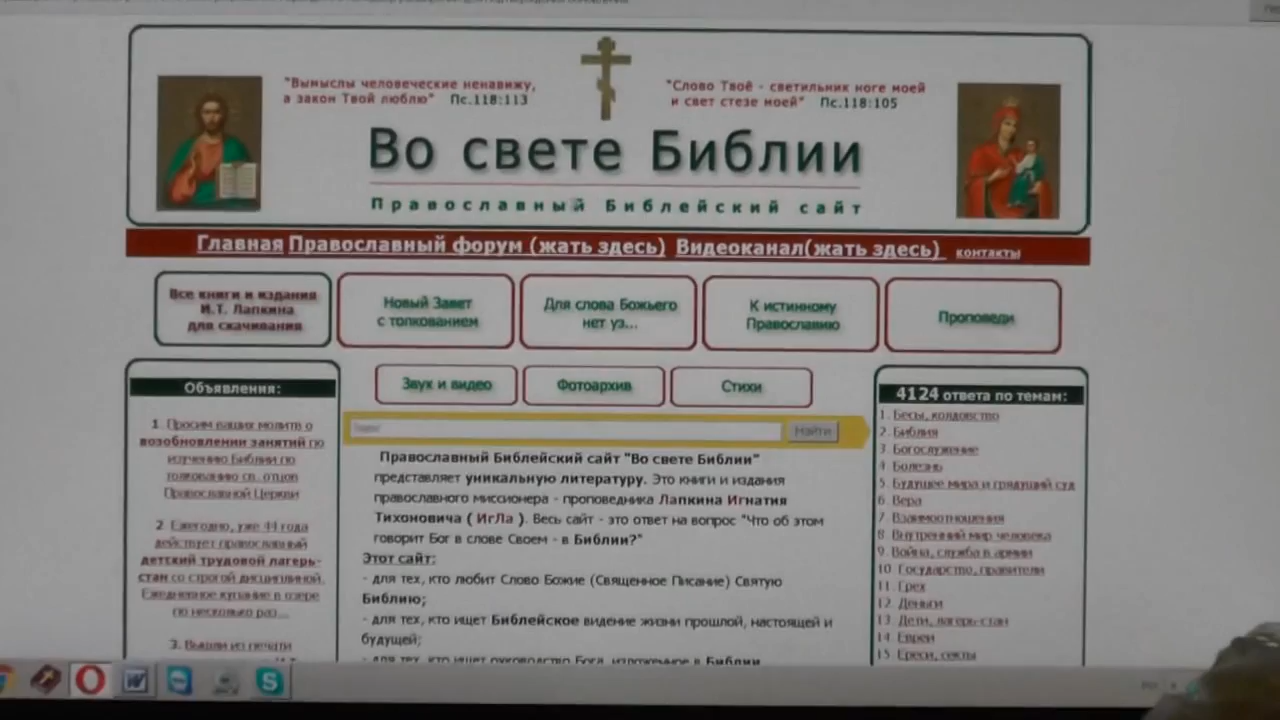 "Вымыслы человеческие ненавижу,
а закон Твой люблю" Пс.118:113
"Слово Твоё - светильник ноге моей
и свет стезе моей" Пс.118:105
Во свете Библии
Православный Библейский сайт
Главная Православный форум (жать здесь) Видеоканал(жать здесь) контакты
Все книги и издания
И.Т. Лапкина
для скачивания
Новый Завет
с толкованием
Для слова Божьего
нет уз...
К истинному
Православию
Проповеди
Звук и видео
Фотоархив
Стихи
Объявления:
1. Просим ваших молитв о
возобновлении занятий по
изучению Библии по
толкованию св. отцов
Православной Церкви
2. Ежегодно, уже 44 года
действует православный
детский трудовой лагерь-
стан со строгой дисциплиной.
Ежедневное купание в озере
по несколько раз...
3. Вышли из печати
Найти
Православный Библейский сайт "Во свете Библии"
представляет уникальную литературу. Это книги и издания
православного миссионера - проповедника Лапкина Игнатия
Тихоновича ( ИгЛа ). Весь сайт - это ответ на вопрос "Что об этом
говорит Бог в слове Своем - в Библии?"
Этот сайт:
- для тех, кто любит Слово Божие (Священное Писание) Святую
Библию;
- для тех, кто ищет Библейское видение жизни прошлой, настоящей и
будущей;
- для тех, кто ищет руководство Бога, изложенное в Библии
4124 ответа по темам:
1. Бесы, колдовство
2. Библия
3. Богослужение
4. Болезнь
5. Будущее мира и грядущий суд
6. Вера
7. Взаимоотношения
8. Внутренний мир человека
9. Война, служба в армии
10. Государство, правители
11. Грех
12. Деньги
13. Дети, лагерь-стан
14. Евреи
15. Ереси, секты